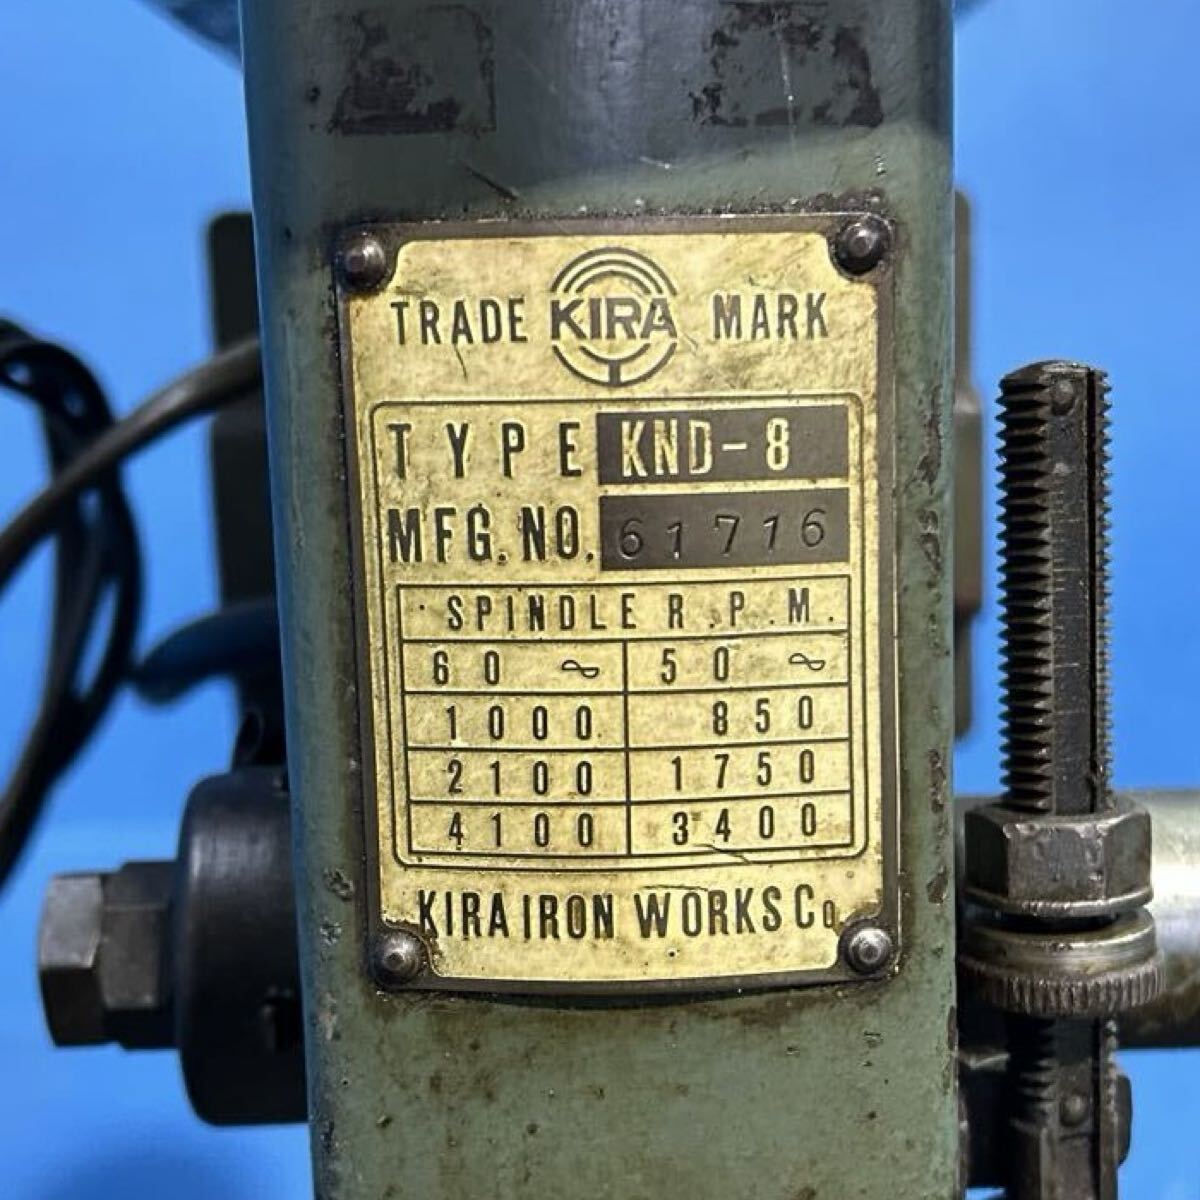 TRADE KIRA MARK
TYPE KND-8
MFG.NO. 61716
SPINDLE R.P.M.
60 ~ 50 ~
1000 850
2100 1750
4100 3400
KIRA IRON WORKS Co